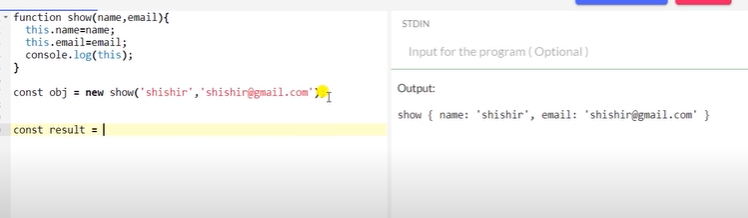 function show(name,email){
this.name=name;
this.email=email;
console.log(this);
}
const obj = new show('shishir','shishir@gmail.com')
const result =
STDIN
Input for the program ( Optional )
Output:
show { name: 'shishir', email: 'shishir@gmail.com' }